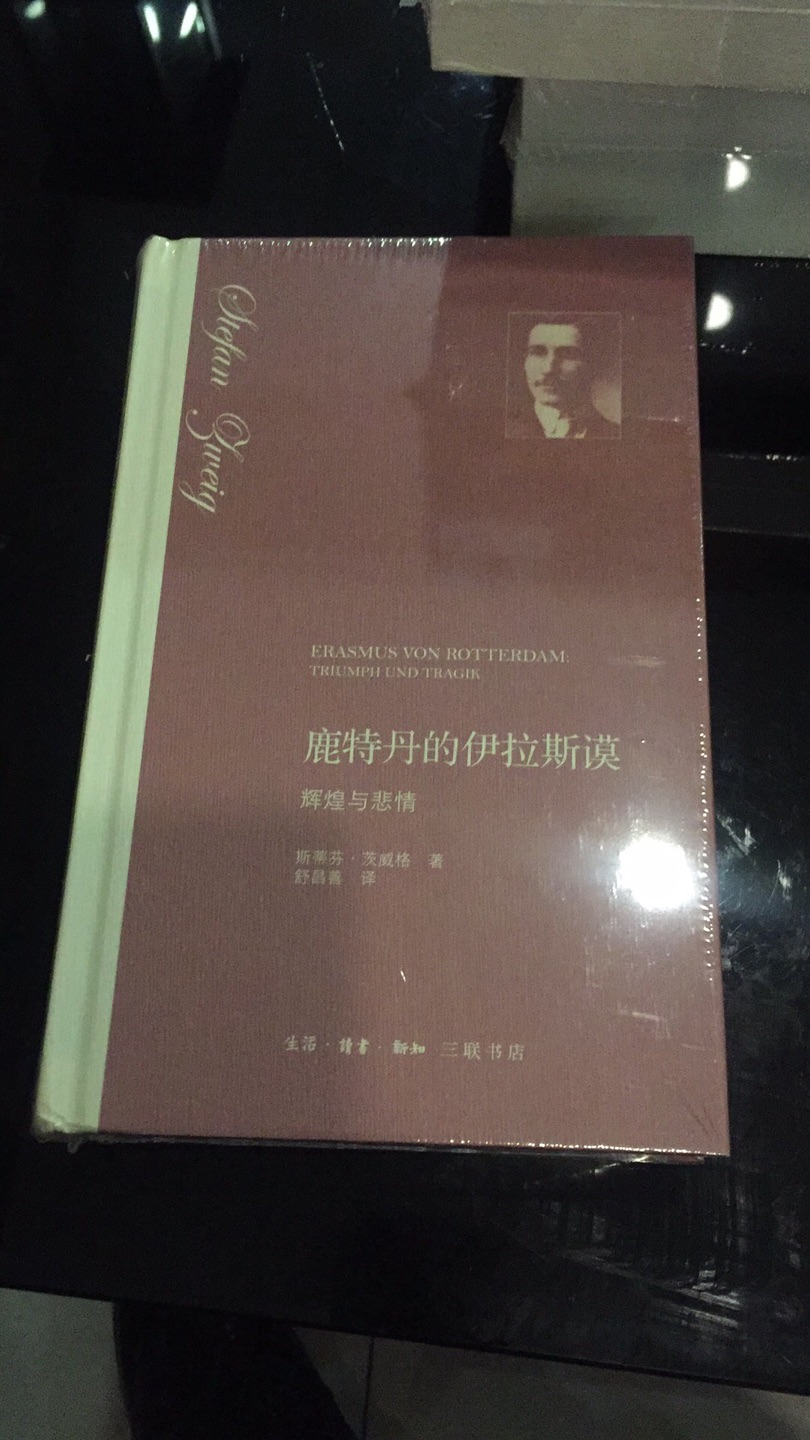 Stefan Zweig
ERASMUS VON ROTTERDAM:
TRIUMPH UND TRAGIK
鹿特丹的伊拉斯谟
辉煌与悲情
斯蒂芬·茨威格 著
舒昌善 译
生活·讀書·新知 三联书店